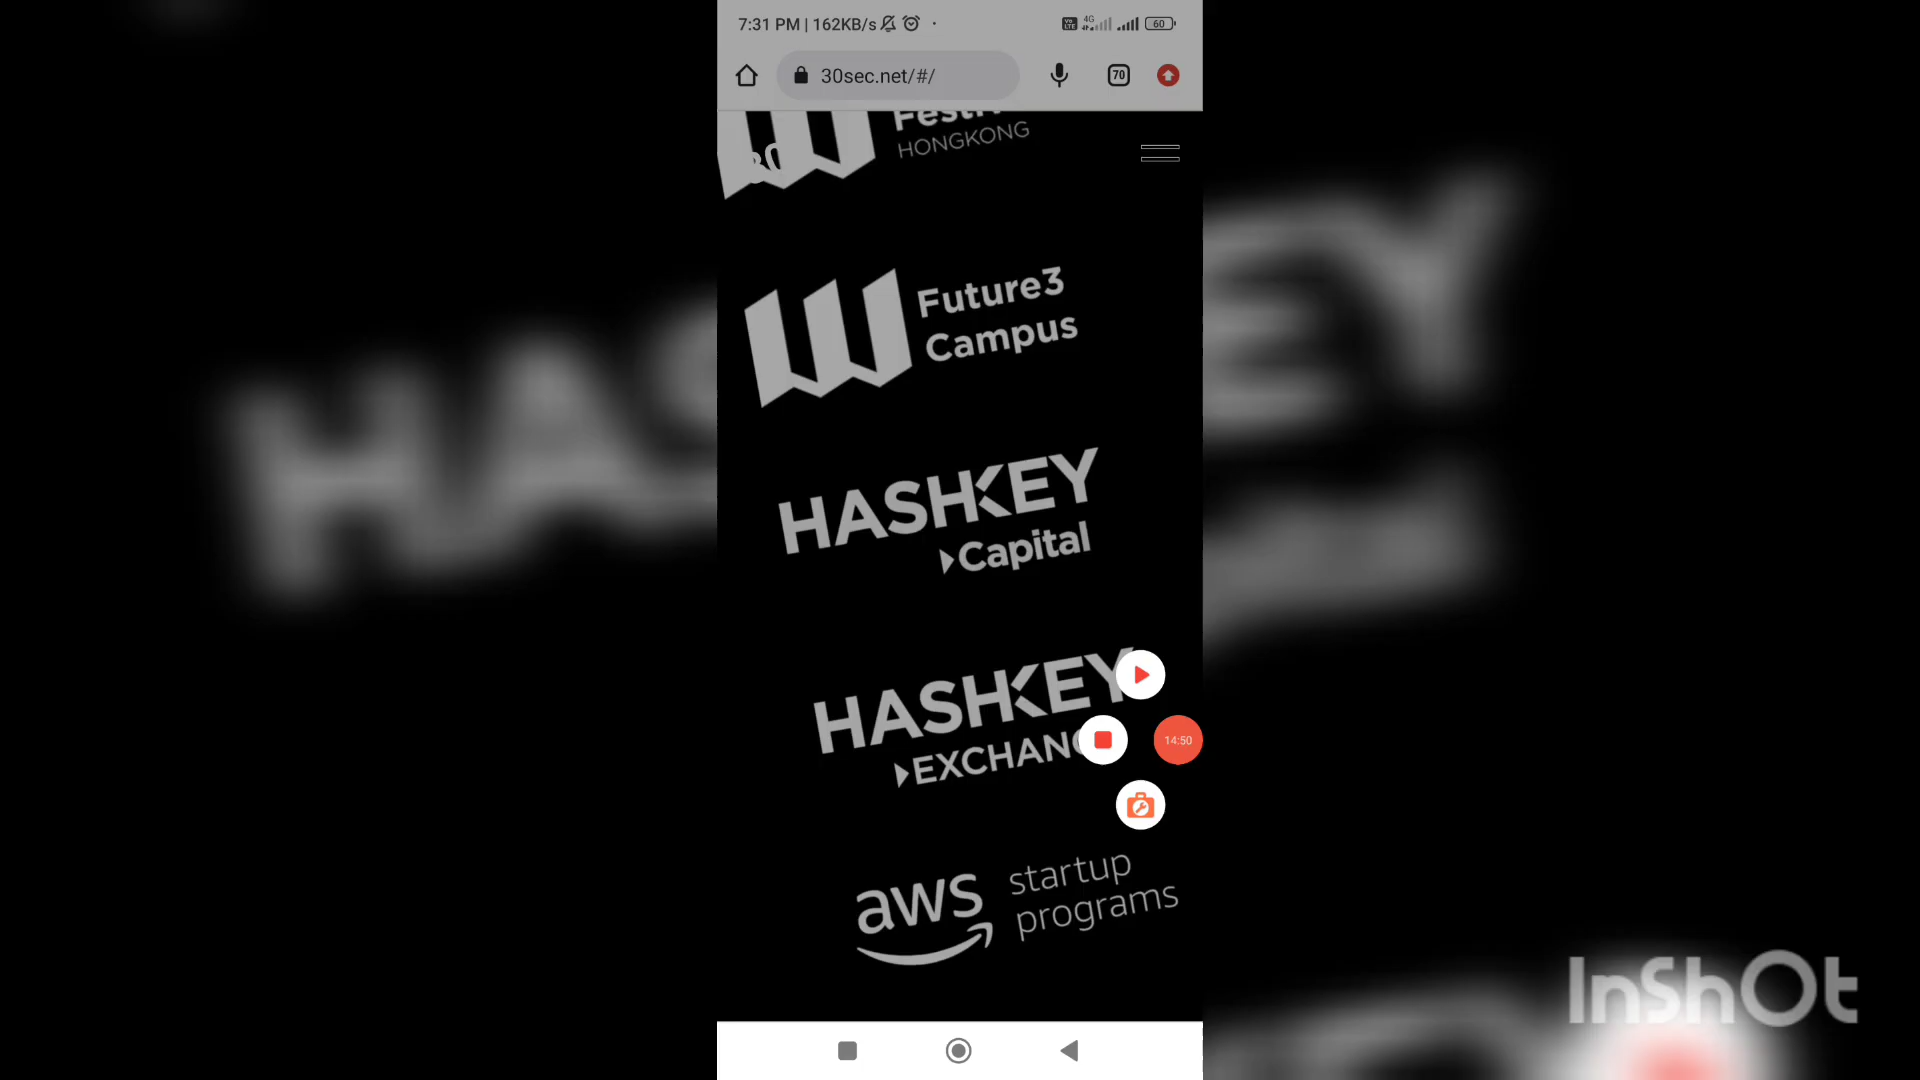 7:31 PM | 162KB/s
4G
60
30sec.net/#/
70
HONGKONG
Future3
Campus
HASHKEY
Capital
HASHKEY
EXCHANG
14:50
aws startup
programs
InShOt